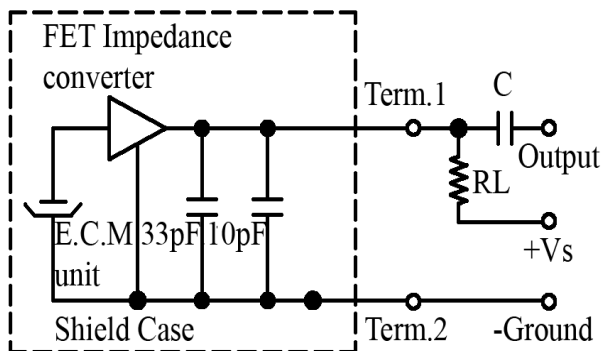 FET Impedance
converter
Term.1
C
Output
RL
E.C.M 33pF 10pF
unit
+Vs
Shield Case
Term.2
-Ground